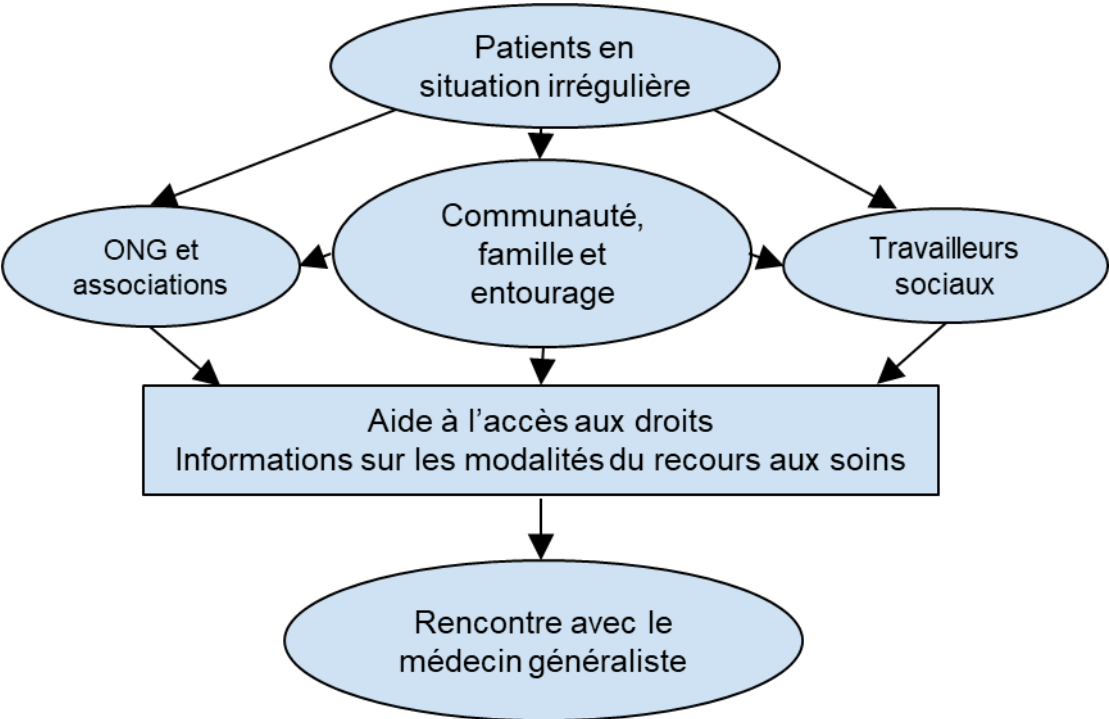 Patients en
situation irrégulière
ONG et
associations
Communauté,
famille et
entourage
Travailleurs
sociaux
Aide à l’accès aux droits
Informations sur les modalités du recours aux soins
Rencontre avec le
médecin généraliste